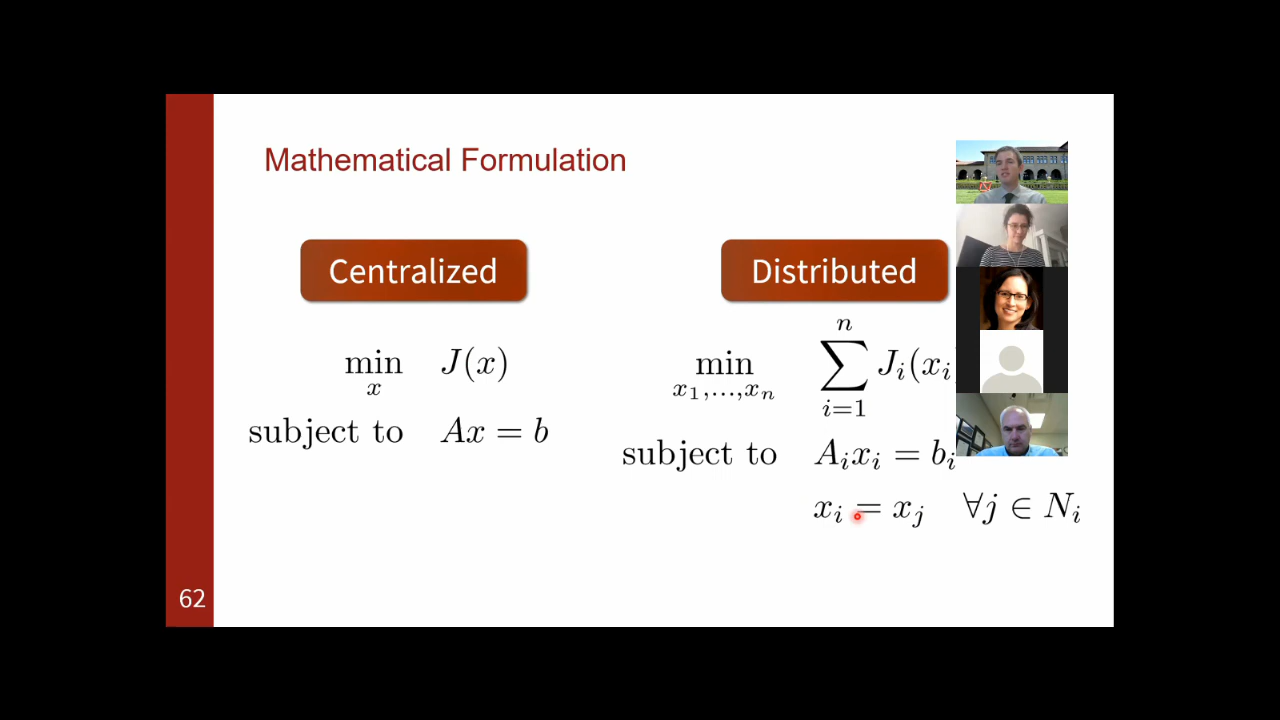 Mathematical Formulation
Centralized
min J(x)
x
subject to Ax = b
Distributed
n
min ∑ J_i(x_i
x_1,...,x_n i=1
subject to A_i x_i = b_i
x_i = x_j ∀j ∈ N_i
62